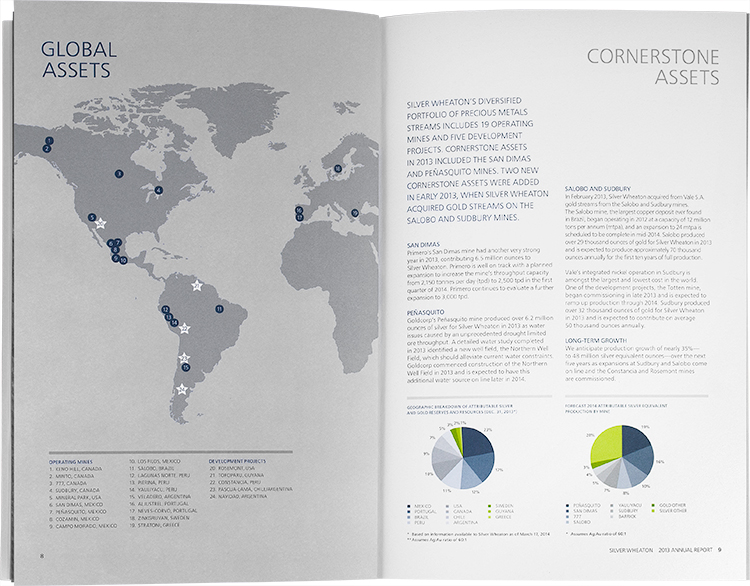 GLOBAL
ASSETS
OPERATING MINES
1. KENO HILL, CANADA
2. MINTO, CANADA
3. 777, CANADA
4. SUDBURY, CANADA
5. MINERAL PARK, USA
6. SAN DIMAS, MEXICO
7. PEÑASQUITO, MEXICO
8. COZAMIN, MEXICO
9. CAMPO MORADO, MEXICO
10. LOS FILOS, MEXICO
11. SALOBO, BRAZIL
12. LAGUNAS NORTE, PERU
13. PIERINA, PERU
14. YAULIYACU, PERU
15. VELADERO, ARGENTINA
16. ALJUSTREL, PORTUGAL
17. NEVES-CORVO, PORTUGAL
18. ZINKGRUVAN, SWEDEN
19. STRATONI, GREECE
DEVELOPMENT PROJECTS
20. ROSEMONT, USA
21. TOROPARU, GUYANA
22. CONSTANCIA, PERU
23. PASCUA-LAMA, CHILE/ARGENTINA
24. NAVIDAD, ARGENTINA
8
CORNERSTONE
ASSETS
SILVER WHEATON'S DIVERSIFIED
PORTFOLIO OF PRECIOUS METALS
STREAMS INCLUDES 19 OPERATING
MINES AND FIVE DEVELOPMENT
PROJECTS. CORNERSTONE ASSETS
IN 2013 INCLUDED THE SAN DIMAS
AND PEÑASQUITO MINES. TWO NEW
CORNERSTONE ASSETS WERE ADDED
IN EARLY 2013, WHEN SILVER WHEATON
ACQUIRED GOLD STREAMS ON THE
SALOBO AND SUDBURY MINES.
SAN DIMAS
Primero's San Dimas mine had another very strong
year in 2013, contributing 6.5 million ounces to
Silver Wheaton. Primero is well on track with a planned
expansion to increase the mine's throughput capacity
from 2,150 tonnes per day (tpd) to 2,500 tpd in the first
quarter of 2014. Primero continues to evaluate a further
expansion to 3,000 tpd.
PEÑASQUITO
Goldcorp's Peñasquito mine produced over 6.2 million
ounces of silver for Silver Wheaton in 2013 as water
issues caused by an unprecedented drought limited
ore throughput. A detailed water study completed
in 2013 identified a new well field, the Northern Well
Field, which should alleviate current water constraints.
Goldcorp commenced construction of the Northern
Well Field in 2013 and is expected to have this
additional water source on line later in 2014.
SALOBO AND SUDBURY
In February 2013, Silver Wheaton acquired from Vale S.A.
gold streams from the Salobo and Sudbury mines.
The Salobo mine, the largest copper deposit ever found
in Brazil, began operating in 2012 at a capacity of 12 million
tons per annum (mtpa), and an expansion to 24 mtpa is
scheduled to be complete in mid-2014. Salobo produced
over 29 thousand ounces of gold for Silver Wheaton in 2013
and is expected to produce approximately 70 thousand
ounces annually for the first ten years of full production.
Vale's integrated nickel operation in Sudbury is
amongst the largest and lowest cost in the world.
One of the development projects, the Totten mine,
began commissioning in late 2013 and is expected to
ramp up production through 2014. Sudbury produced
over 32 thousand ounces of gold for Silver Wheaton
in 2013 and is expected to contribute on average
50 thousand ounces annually.
LONG-TERM GROWTH
We anticipate production growth of nearly 35%—
to 48 million silver equivalent ounces—over the next
five years as expansions at Sudbury and Salobo come
on line and the Constancia and Rosemont mines
are commissioned.
GEOGRAPHIC BREAKDOWN OF ATTRIBUTABLE SILVER
AND GOLD RESERVES AND RESOURCES (DEC. 31, 2013*)
MEXICO
PERU
BRAZIL
USA
CANADA
CHILE
ARGENTINA
SWEDEN
GUYANA
GREECE
FORECAST 2014 ATTRIBUTABLE SILVER EQUIVALENT
PRODUCTION BY MINE
PEÑASQUITO
SAN DIMAS
777
SALOBO
YAULIYACU
SUDBURY
BARRICK
GOLD OTHER
SILVER OTHER
* Based on information available to Silver Wheaton as of March
SILVER WHEATON 2013 ANNUAL REPORT 9